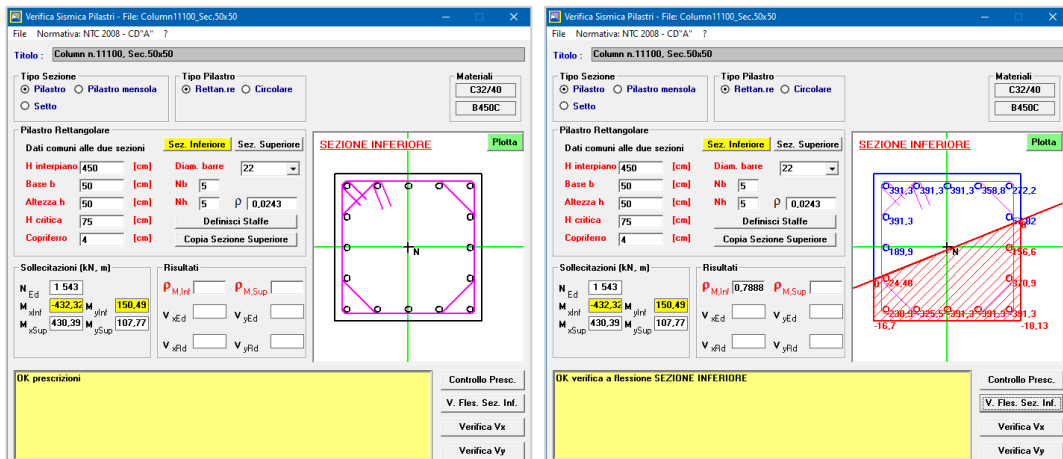 Verifica Sismica Pilastri - File: Column11100_Sec.50x50
File Normativa: NTC 2008 - CD"A" ?
Titolo : Column n.11100, Sec.50x50
Tipo Sezione
Pilastro Pilastro mensola
Setto
Tipo Pilastro
Rettan.re Circolare
Materiali
C32/40
B450C
Pilastro Rettangolare
Dati comuni alle due sezioni
Sez. Inferiore Sez. Superiore
H interpiano 450 [cm] Diam. barre 22
Base b 50 [cm] Nb 5
Altezza h 50 [cm] Nh 5 ρ 0,0243
H critica 75 [cm] Definisci Staffe
Copriferro 4 [cm] Copia Sezione Superiore
SEZIONE INFERIORE
Plotta
N
Sollecitazioni (kN, m)
N Ed 1 543
M xInf -432,32 M yInf 150,49
M xSup 430,39 M ySup 107,77
Risultati
ρ M,Inf ρ M,Sup
V xEd V yEd
V xRd V yRd
OK prescrizioni
Controllo Presc.
V. Fles. Sez. Inf.
Verifica Vx
Verifica Vy
Verifica Sismica Pilastri - File: Column11100_Sec.50x50
File Normativa: NTC 2008 - CD"A" ?
Titolo : Column n.11100, Sec.50x50
Tipo Sezione
Pilastro Pilastro mensola
Setto
Tipo Pilastro
Rettan.re Circolare
Materiali
C32/40
B450C
Pilastro Rettangolare
Dati comuni alle due sezioni
Sez. Inferiore Sez. Superiore
H interpiano 450 [cm] Diam. barre 22
Base b 50 [cm] Nb 5
Altezza h 50 [cm] Nh 5 ρ 0,0243
H critica 75 [cm] Definisci Staffe
Copriferro 4 [cm] Copia Sezione Superiore
SEZIONE INFERIORE
Plotta
391,3 391,3 391,3 358,8 272,2
391,3
189,9 N 156,6
24,40 370,9
230,9 325,5 391,3 391,3 391,3
-16,7 -18,13
Sollecitazioni (kN, m)
N Ed 1 543
M xInf -432,32 M yInf 150,49
M xSup 430,39 M ySup 107,77
Risultati
ρ M,Inf 0,7888 ρ M,Sup
V xEd V yEd
V xRd V yRd
OK verifica a flessione SEZIONE INFERIORE
Controllo Presc.
V. Fles. Sez. Inf.
Verifica Vx
Verifica Vy